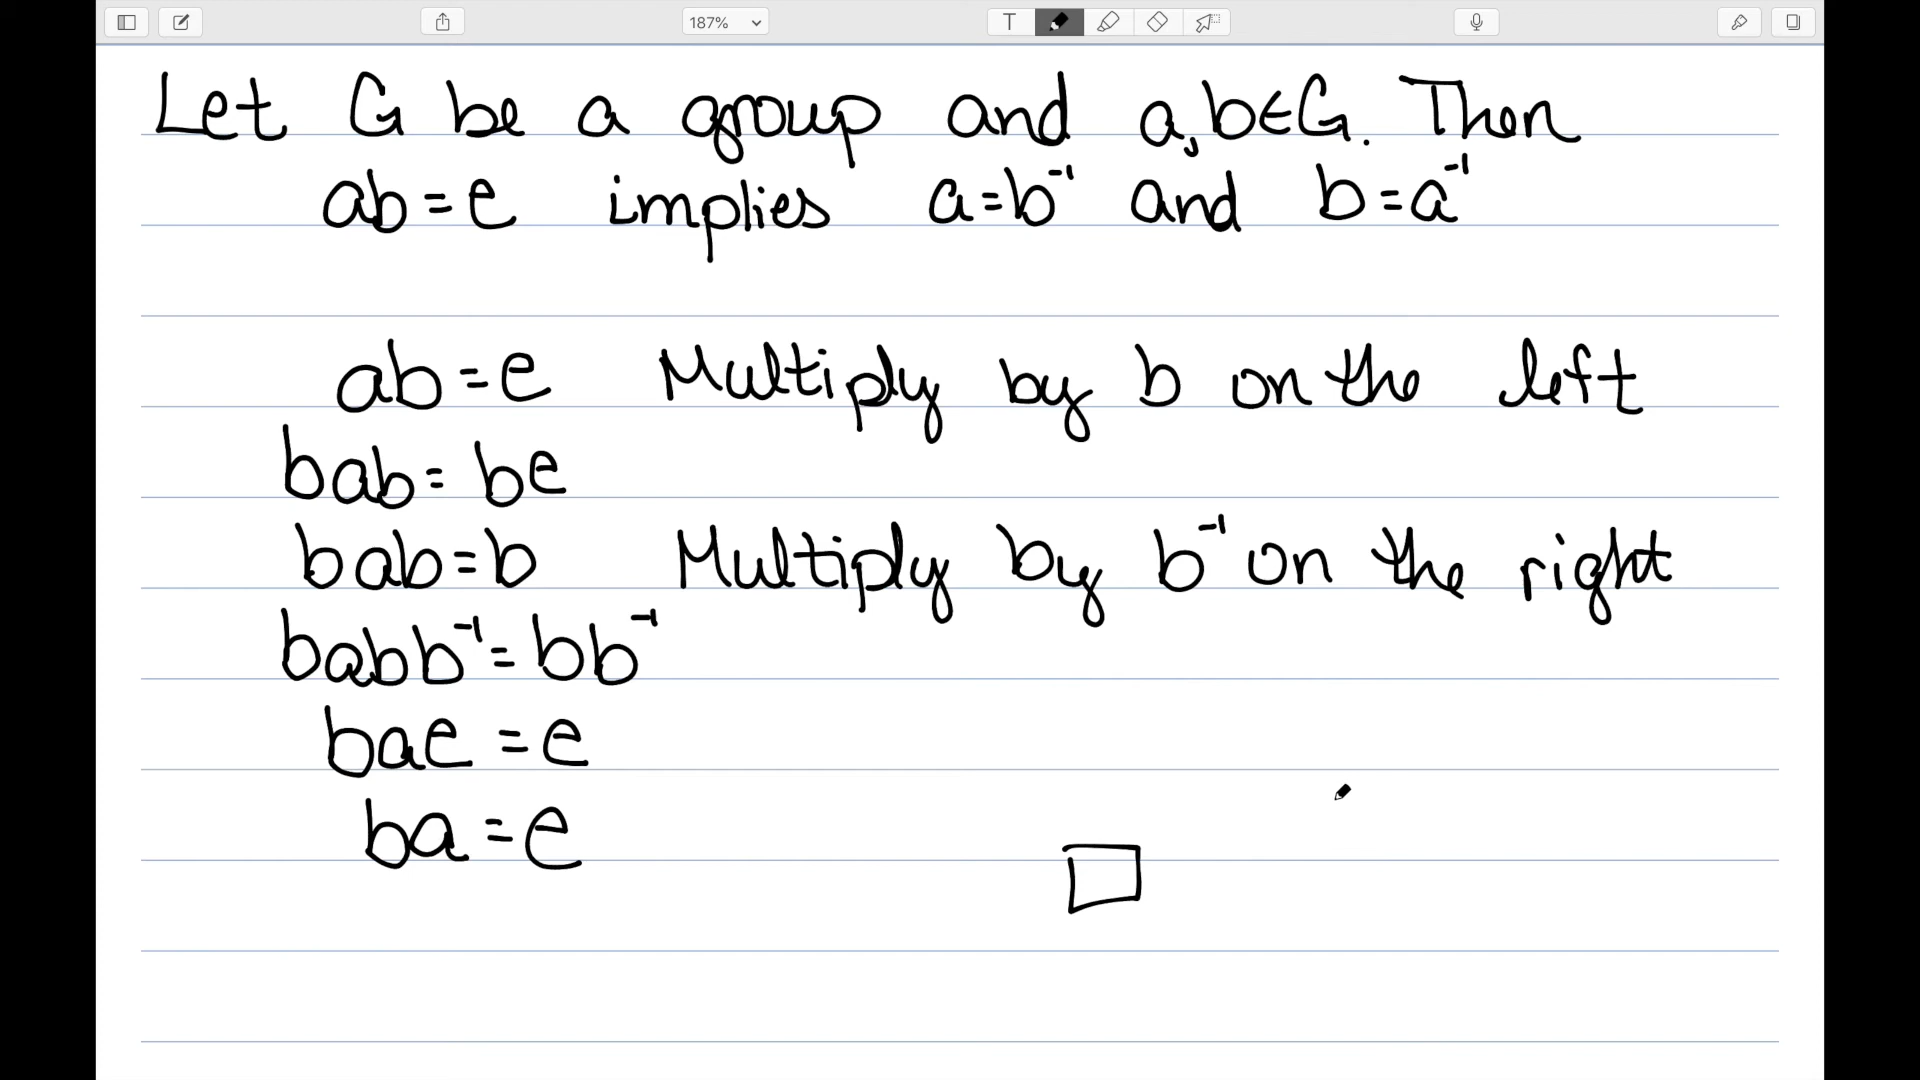 187%
T
Let G be a group and a,b∈G. Then
ab=e implies a=b⁻¹ and b=a⁻¹
ab=e Multiply by b on the left
bab=be
bab=b Multiply by b⁻¹ on the right
babb⁻¹=bb⁻¹
bae=e
ba=e □